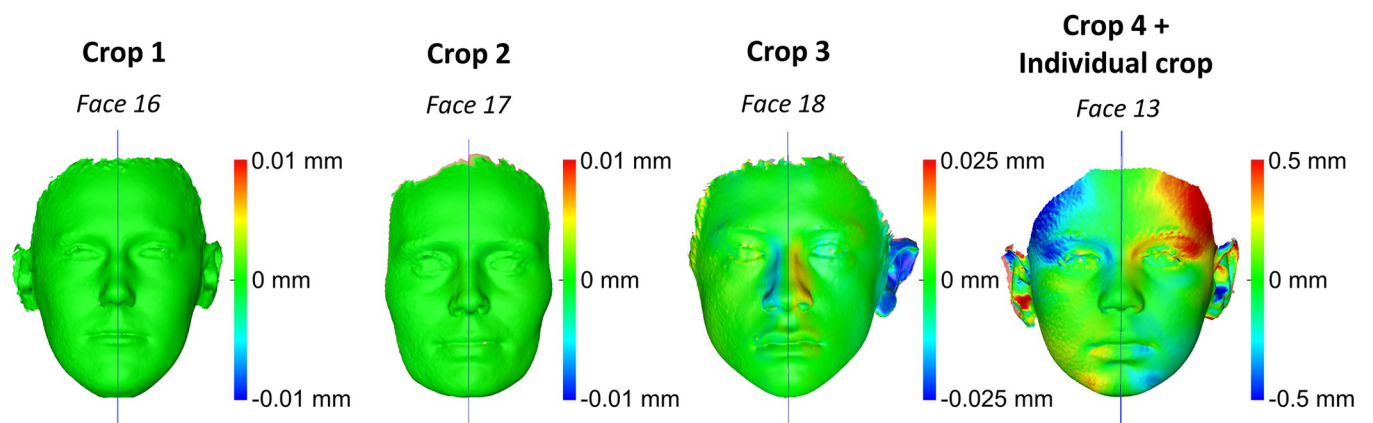 Crop 1
Face 16
0.01 mm
0 mm
-0.01 mm
Crop 2
Face 17
0.01 mm
0 mm
-0.01 mm
Crop 3
Face 18
0.025 mm
0 mm
-0.025 mm
Crop 4 +
Individual crop
Face 13
0.5 mm
0 mm
-0.5 mm